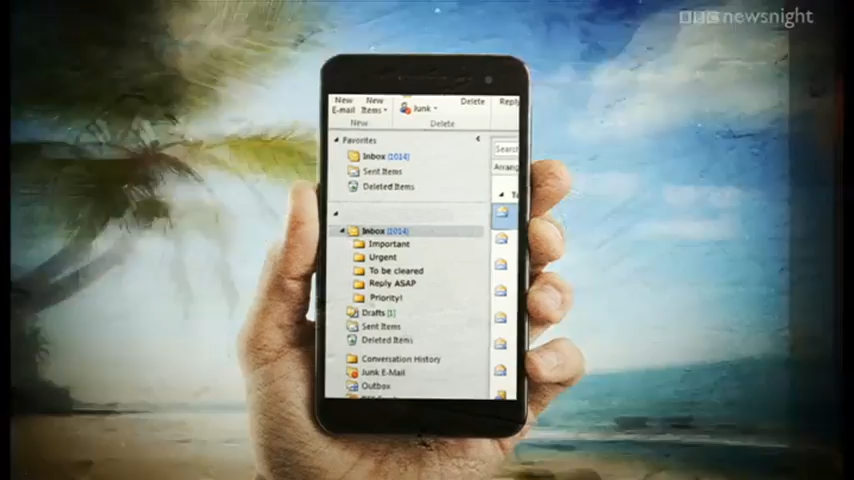 BBC newsnight
New New Delete Reply
E-mail Items Junk
New Delete
Favorites
Inbox (2014)
Search
Sent Items
Deleted Items
Inbox (2014)
Important
Urgent
To be cleared
Reply ASAP
Priority!
Drafts [1]
Sent Items
Deleted Items
Conversation History
Junk E-Mail
Outbox